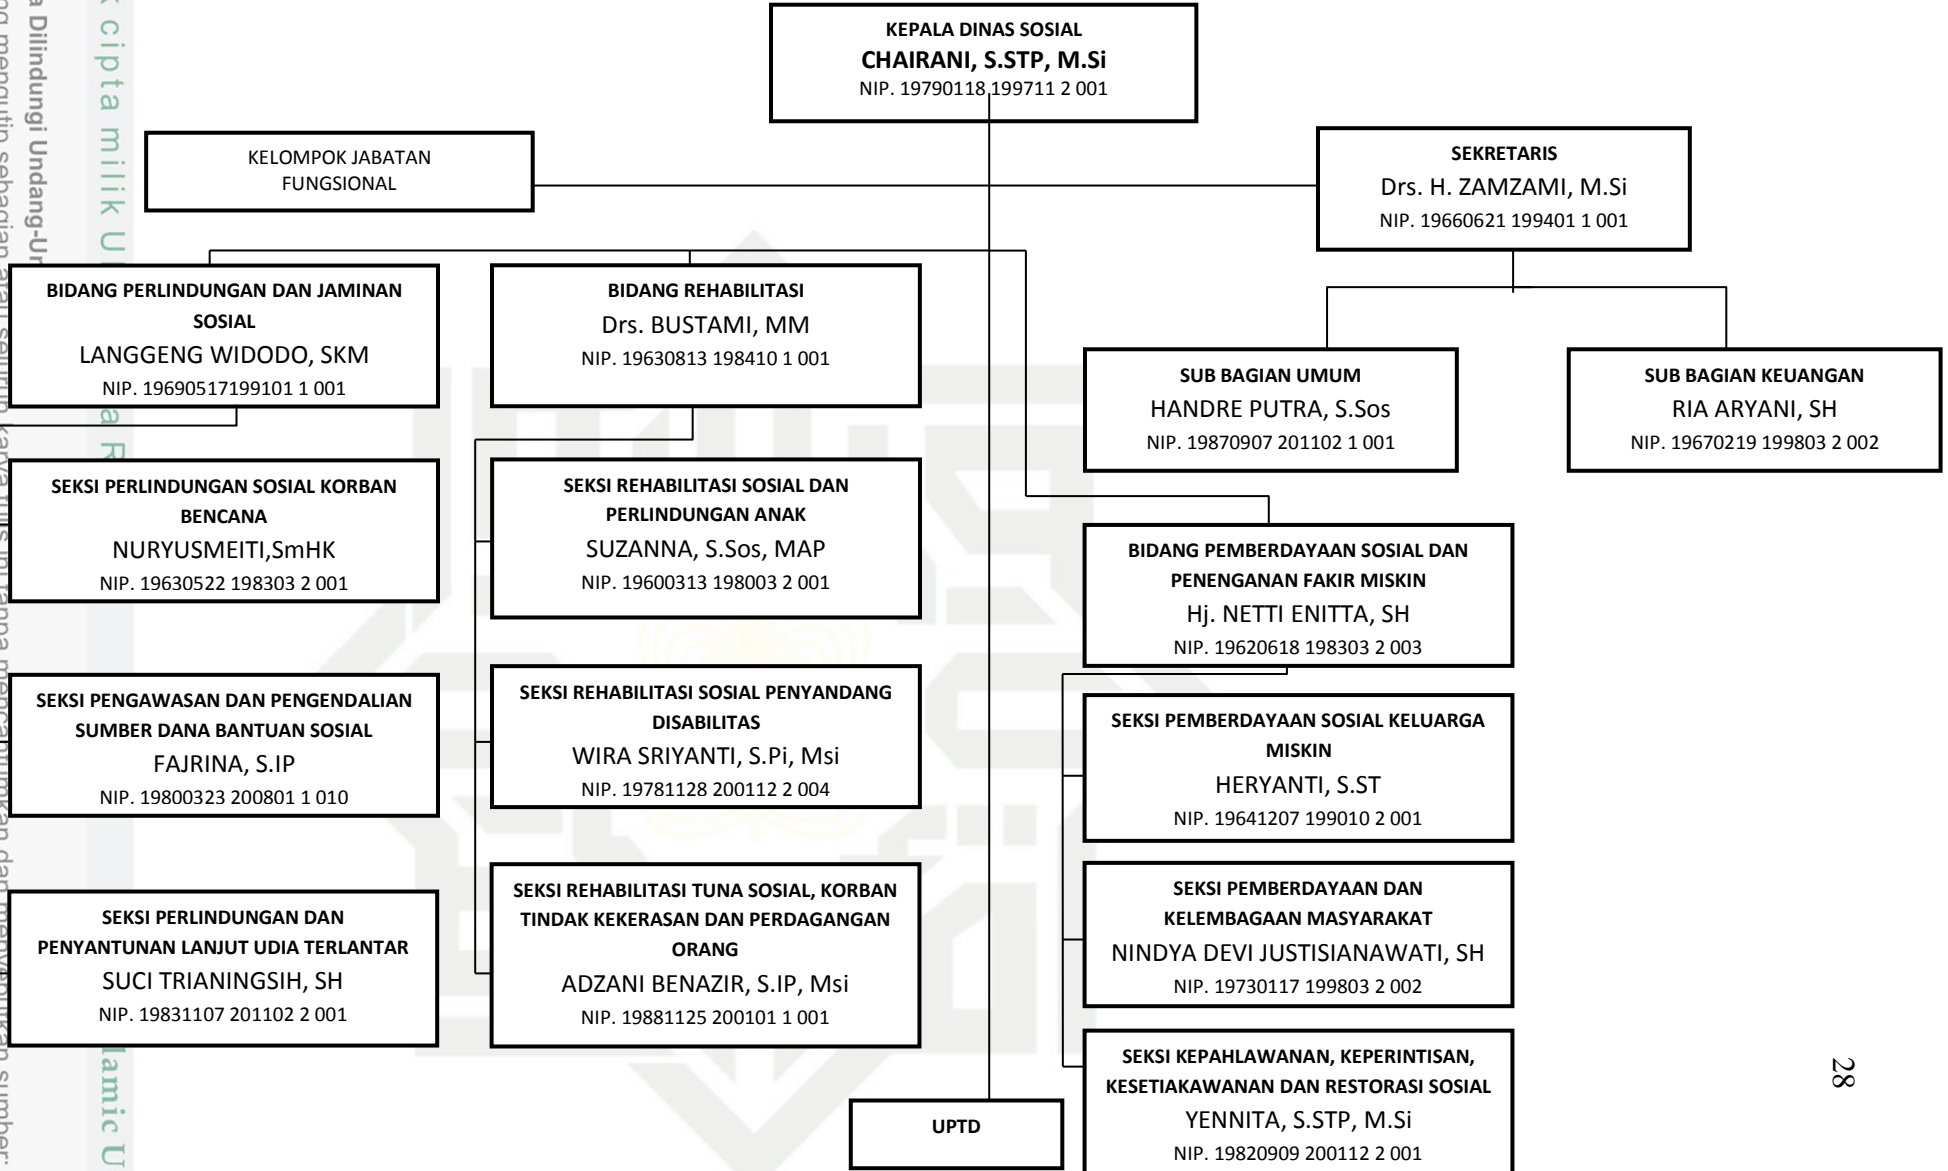 KEPALA DINAS SOSIAL
CHAIRANI, S.STP, M.Si
NIP. 19790118 199711 2 001
KELOMPOK JABATAN
FUNGSIONAL
SEKRETARIS
Drs. H. ZAMZAMI, M.Si
NIP. 19660621 199401 1 001
BIDANG PERLINDUNGAN DAN JAMINAN
SOSIAL
LANGGENG WIDODO, SKM
NIP. 19690517199101 1 001
BIDANG REHABILITASI
Drs. BUSTAMI, MM
NIP. 19630813 198410 1 001
SUB BAGIAN UMUM
HANDRE PUTRA, S.Sos
NIP. 19870907 201102 1 001
SUB BAGIAN KEUANGAN
RIA ARYANI, SH
NIP. 19670219 199803 2 002
SEKSI PERLINDUNGAN SOSIAL KORBAN
BENCANA
NURYUSMEITI,SmHK
NIP. 19630522 198303 2 001
SEKSI REHABILITASI SOSIAL DAN
PERLINDUNGAN ANAK
SUZANNA, S.Sos, MAP
NIP. 19600313 198003 2 001
BIDANG PEMBERDAYAAN SOSIAL DAN
PENENGANAN FAKIR MISKIN
Hj. NETTI ENITTA, SH
NIP. 19620618 198303 2 003
SEKSI PENGAWASAN DAN PENGENDALIAN
SUMBER DANA BANTUAN SOSIAL
FAJRINA, S.IP
NIP. 19800323 200801 1 010
SEKSI REHABILITASI SOSIAL PENYANDANG
DISABILITAS
WIRA SRIYANTI, S.Pi, Msi
NIP. 19781128 200112 2 004
SEKSI PEMBERDAYAAN SOSIAL KELUARGA
MISKIN
HERYANTI, S.ST
NIP. 19641207 199010 2 001
SEKSI PERLINDUNGAN DAN
PENYANTUNAN LANJUT UDIA TERLANTAR
SUCI TRIANINGSIH, SH
NIP. 19831107 201102 2 001
SEKSI REHABILITASI TUNA SOSIAL, KORBAN
TINDAK KEKERASAN DAN PERDAGANGAN
ORANG
ADZANI BENAZIR, S.IP, Msi
NIP. 19881125 200101 1 001
SEKSI PEMBERDAYAAN DAN
KELEMBAGAAN MASYARAKAT
NINDYA DEVI JUSTISIANAWATI, SH
NIP. 19730117 199803 2 002
SEKSI KEPAHLAWANAN, KEPERINTISAN,
KESETIAKAWANAN DAN RESTORASI SOSIAL
YENNITA, S.STP, M.Si
NIP. 19820909 200112 2 001
UPTD
28
cipta milik
Dilindungi
mengutip sebagian atau